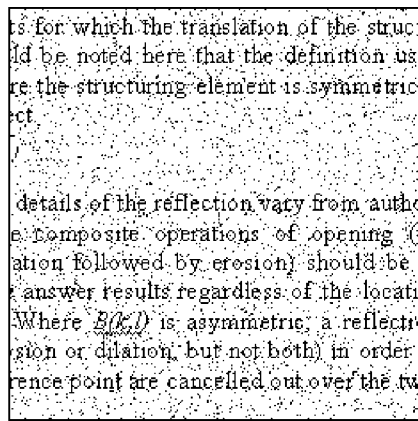 ts for which the translation of the struc
ld be noted here that the definition us
re the structuring element is symmetric
ect.
details of the reflection vary from autho
e composite operations of opening (
ation followed by erosion) should be
answer results regardless of the locati
Where B(k,l) is asymmetric, a reflecti
sion or dilation, but not both) in order
rence point are cancelled out over the tw